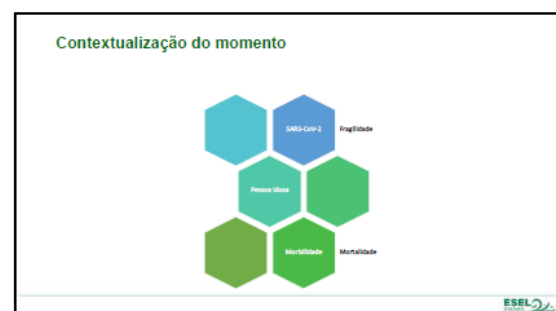 Contextualização do momento
SARS-CoV-2 Fragilidade
Pessoa idosa
Morbilidade Mortalidade
ESEL